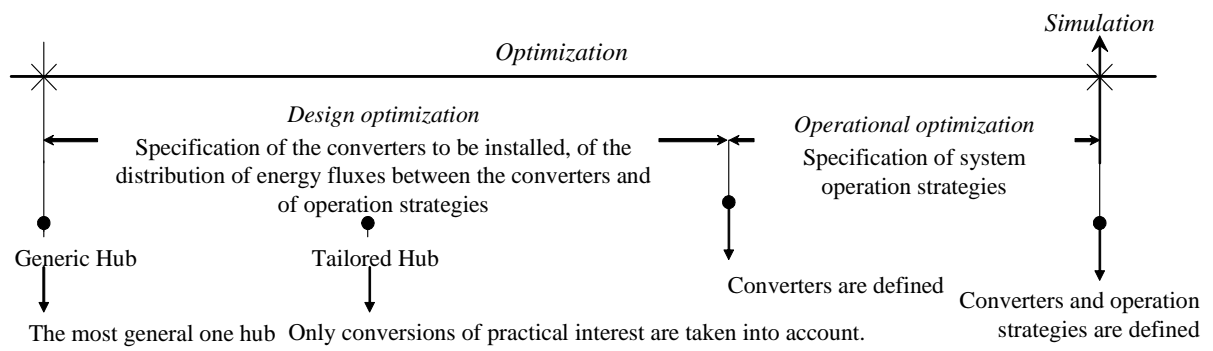 Simulation
Optimization
Design optimization
Specification of the converters to be installed, of the
distribution of energy fluxes between the converters and
of operation strategies
Operational optimization
Specification of system
operation strategies
Generic Hub
Tailored Hub
Converters are defined
Converters and operation
strategies are defined
The most general one hub
Only conversions of practical interest are taken into account.